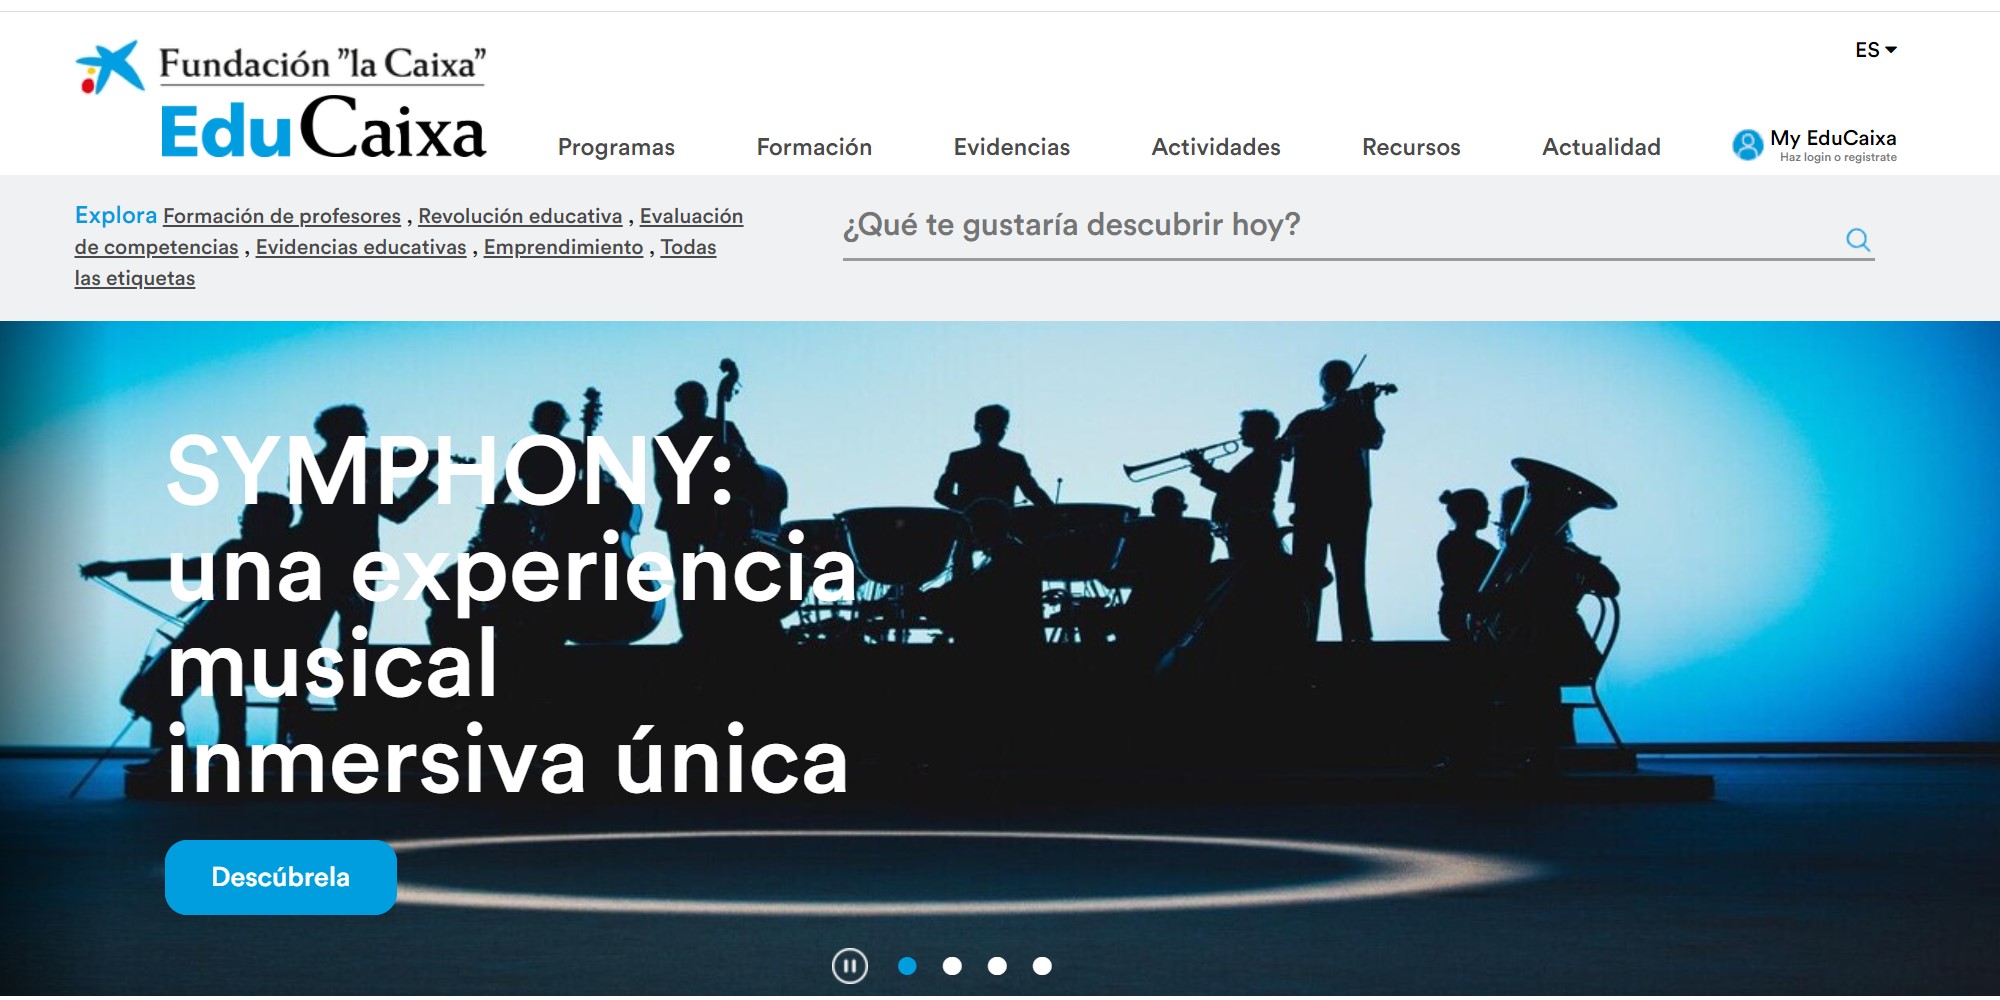 Fundación "la Caixa"
EduCaixa
ES
Programas
Formación
Evidencias
Actividades
Recursos
Actualidad
My EduCaixa
Haz login o registrate
Explora Formación de profesores , Revolución educativa , Evaluación
de competencias , Evidencias educativas , Emprendimiento , Todas
las etiquetas
¿Qué te gustaría descubrir hoy?
SYMPHONY:
una experiencia
musical
inmersiva única
Descúbrela